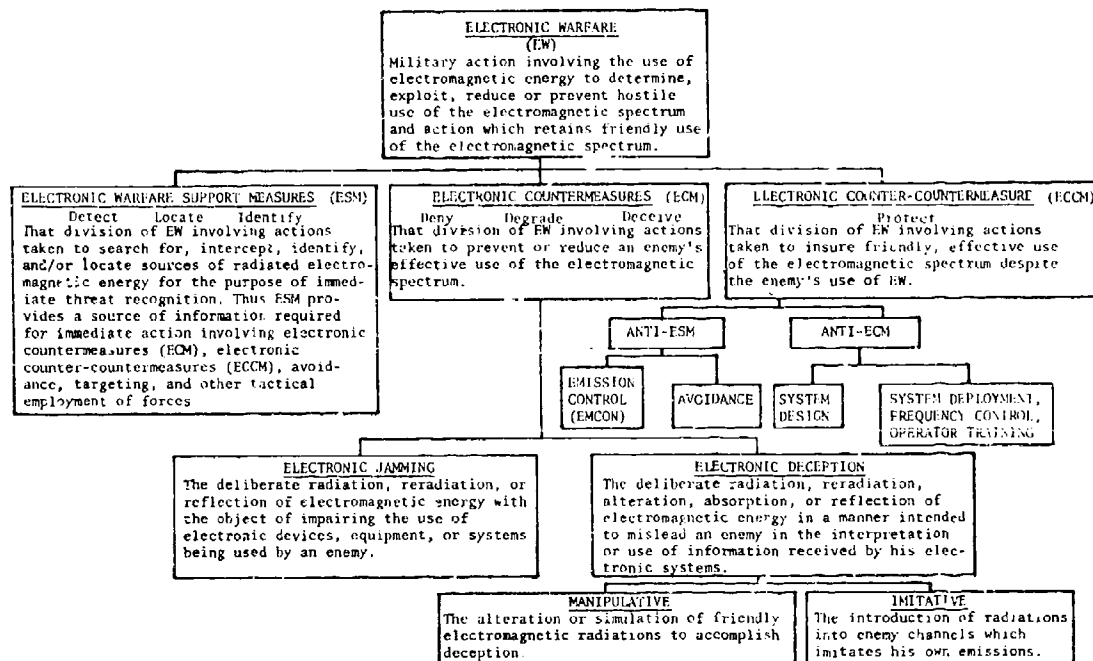 ELECTRONIC WARFARE
(EW)
Military action involving the use of
electromagnetic energy to determine,
exploit, reduce or prevent hostile
use of the electromagnetic spectrum
and action which retains friendly use
of the electromagnetic spectrum.
ELECTRONIC WARFARE SUPPORT MEASURES (ESM)
Detect Locate Identify
That division of EW involving actions
taken to search for, intercept, identify,
and/or locate sources of radiated electro-
magnetic energy for the purpose of immed-
iate threat recognition. Thus ESM pro-
vides a source of information required
for immediate action involving electronic
countermeasures (ECM), electronic
counter-countermeasures (ECCM), avoid-
ance, targeting, and other tactical
employment of forces
ELECTRONIC COUNTERMEASURES (ECM)
Deny Degrade Deceive
That division of EW involving actions
taken to prevent or reduce an enemy's
effective use of the electromagnetic
spectrum.
ELECTRONIC COUNTER-COUNTERMEASURE (ECCM)
Protect
That division of EW involving actions
taken to insure friendly, effective use
of the electromagnetic spectrum despite
the enemy's use of EW.
ANTI-ESM
ANTI-ECM
EMISSION
CONTROL
(EMCON)
AVOIDANCE
SYSTEM
DESIGN
SYSTEM DEPLOYMENT,
FREQUENCY CONTROL,
OPERATOR TRAINING
ELECTRONIC JAMMING
The deliberate radiation, reradiation, or
reflection of electromagnetic energy with
the object of impairing the use of
electronic devices, equipment, or systems
being used by an enemy.
ELECTRONIC DECEPTION
The deliberate radiation, reradiation,
alteration, absorption, or reflection of
electromagnetic energy in a manner intended
to mislead an enemy in the interpretation
or use of information received by his elec-
tronic systems.
MANIPULATIVE
The alteration or simulation of friendly
electromagnetic radiations to accomplish
deception.
IMITATIVE
The introduction of radiations
into enemy channels which
imitates his own emissions.